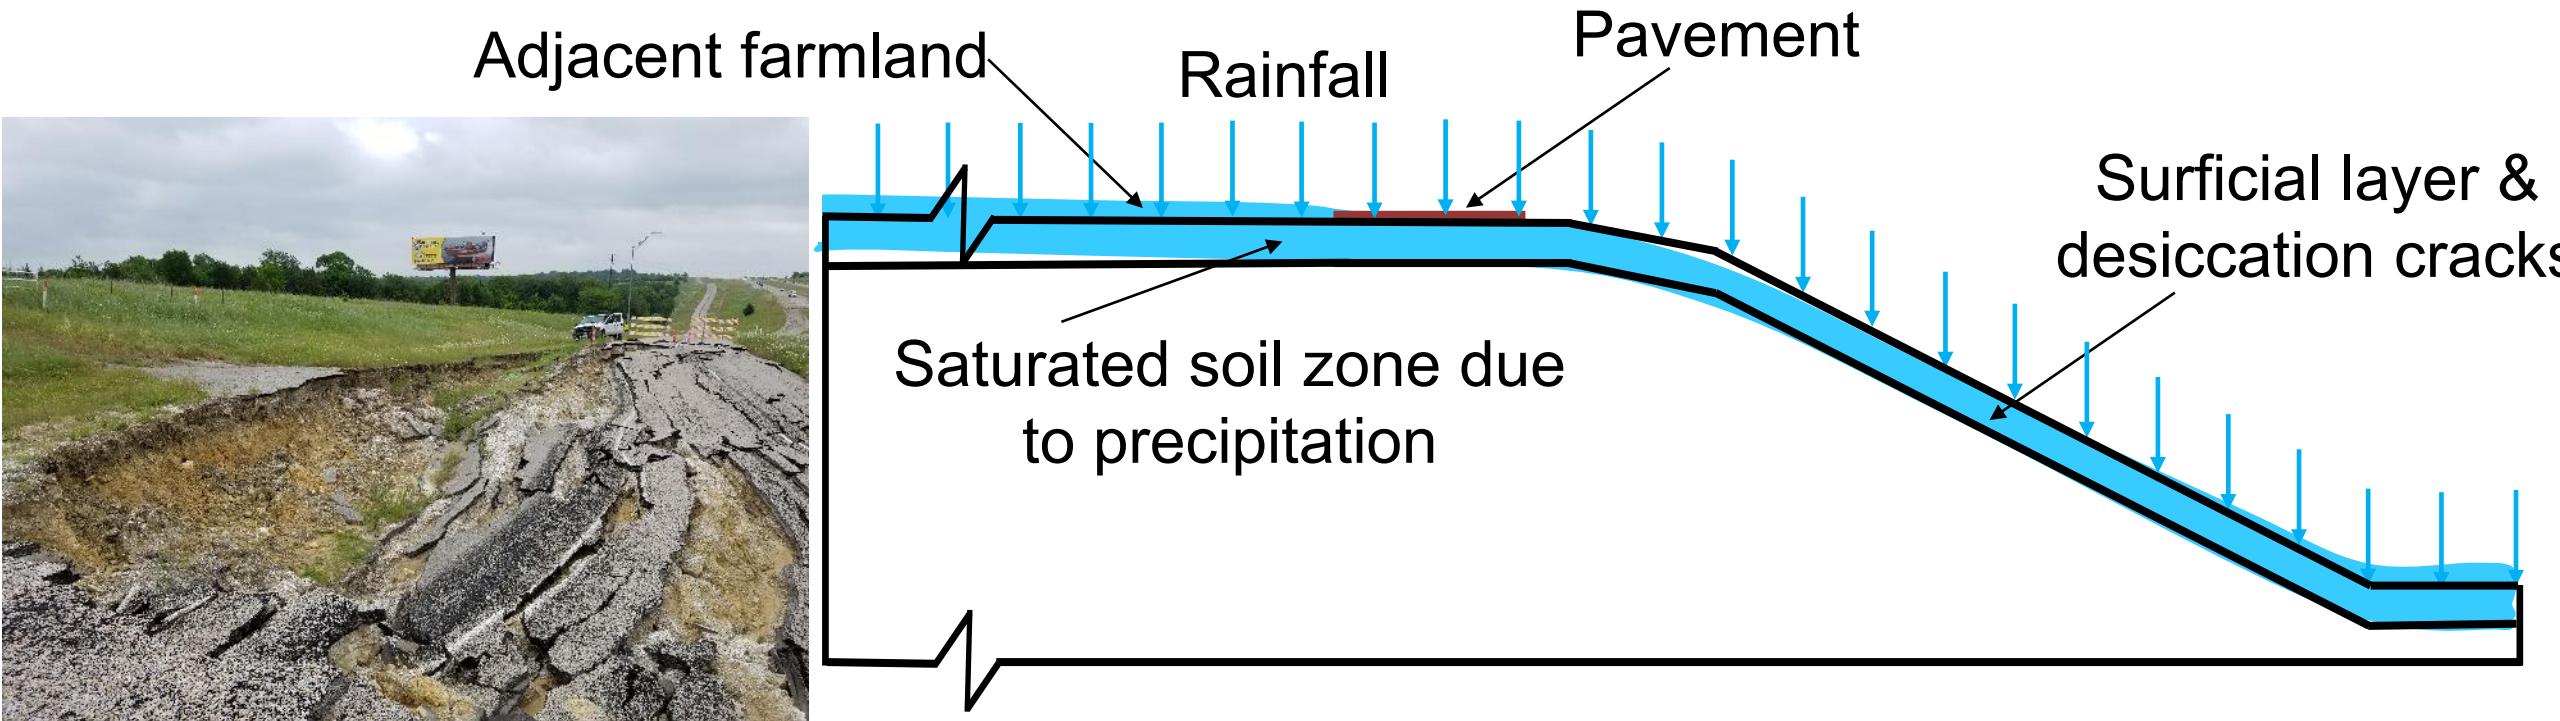 Adjacent farmland
Rainfall
Pavement
Surficial layer &
desiccation cracks
Saturated soil zone due
to precipitation